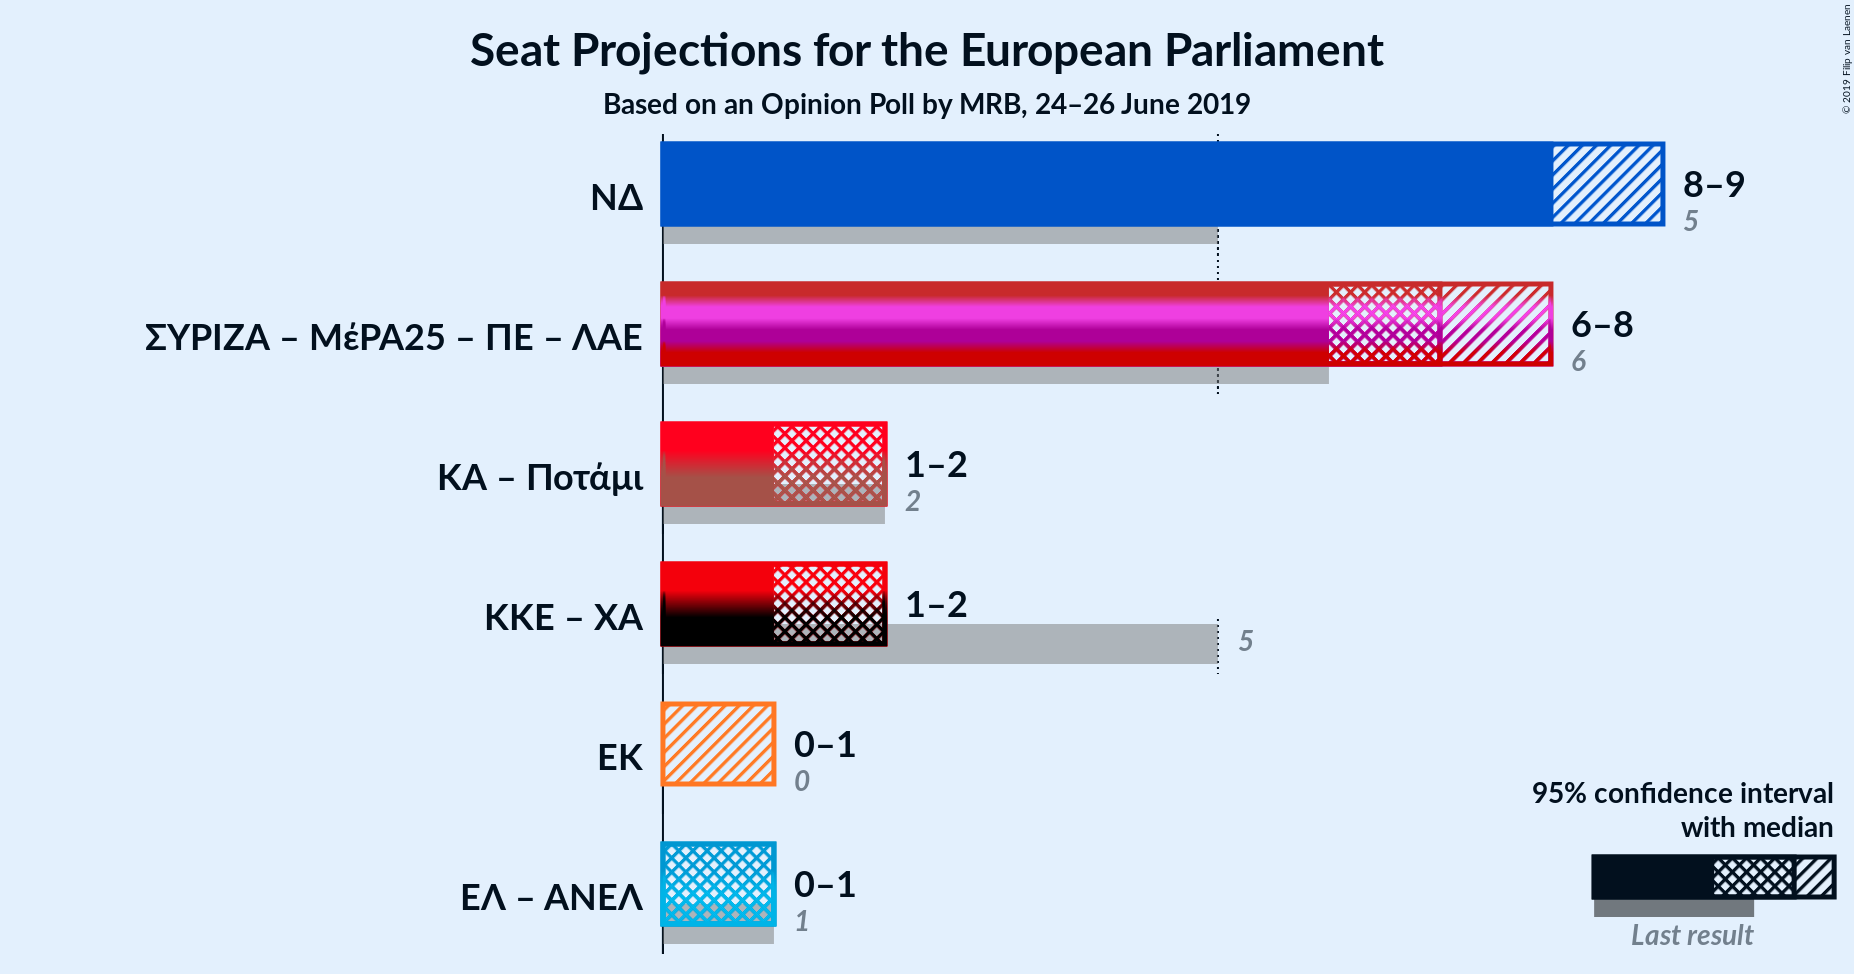 Seat Projections for the European Parliament
Based on an Opinion Poll by MRB, 24–26 June 2019
© 2019 Filip van Laenen
ΝΔ
8–9
5
ΣΥΡΙΖΑ – ΜέΡΑ25 – ΠΕ – ΛΑΕ
6–8
6
ΚΑ – Ποτάμι
1–2
2
ΚΚΕ – ΧΑ
1–2
5
ΕΚ
0–1
0
ΕΛ – ΑΝΕΛ
0–1
1
95% confidence interval
with median
Last result